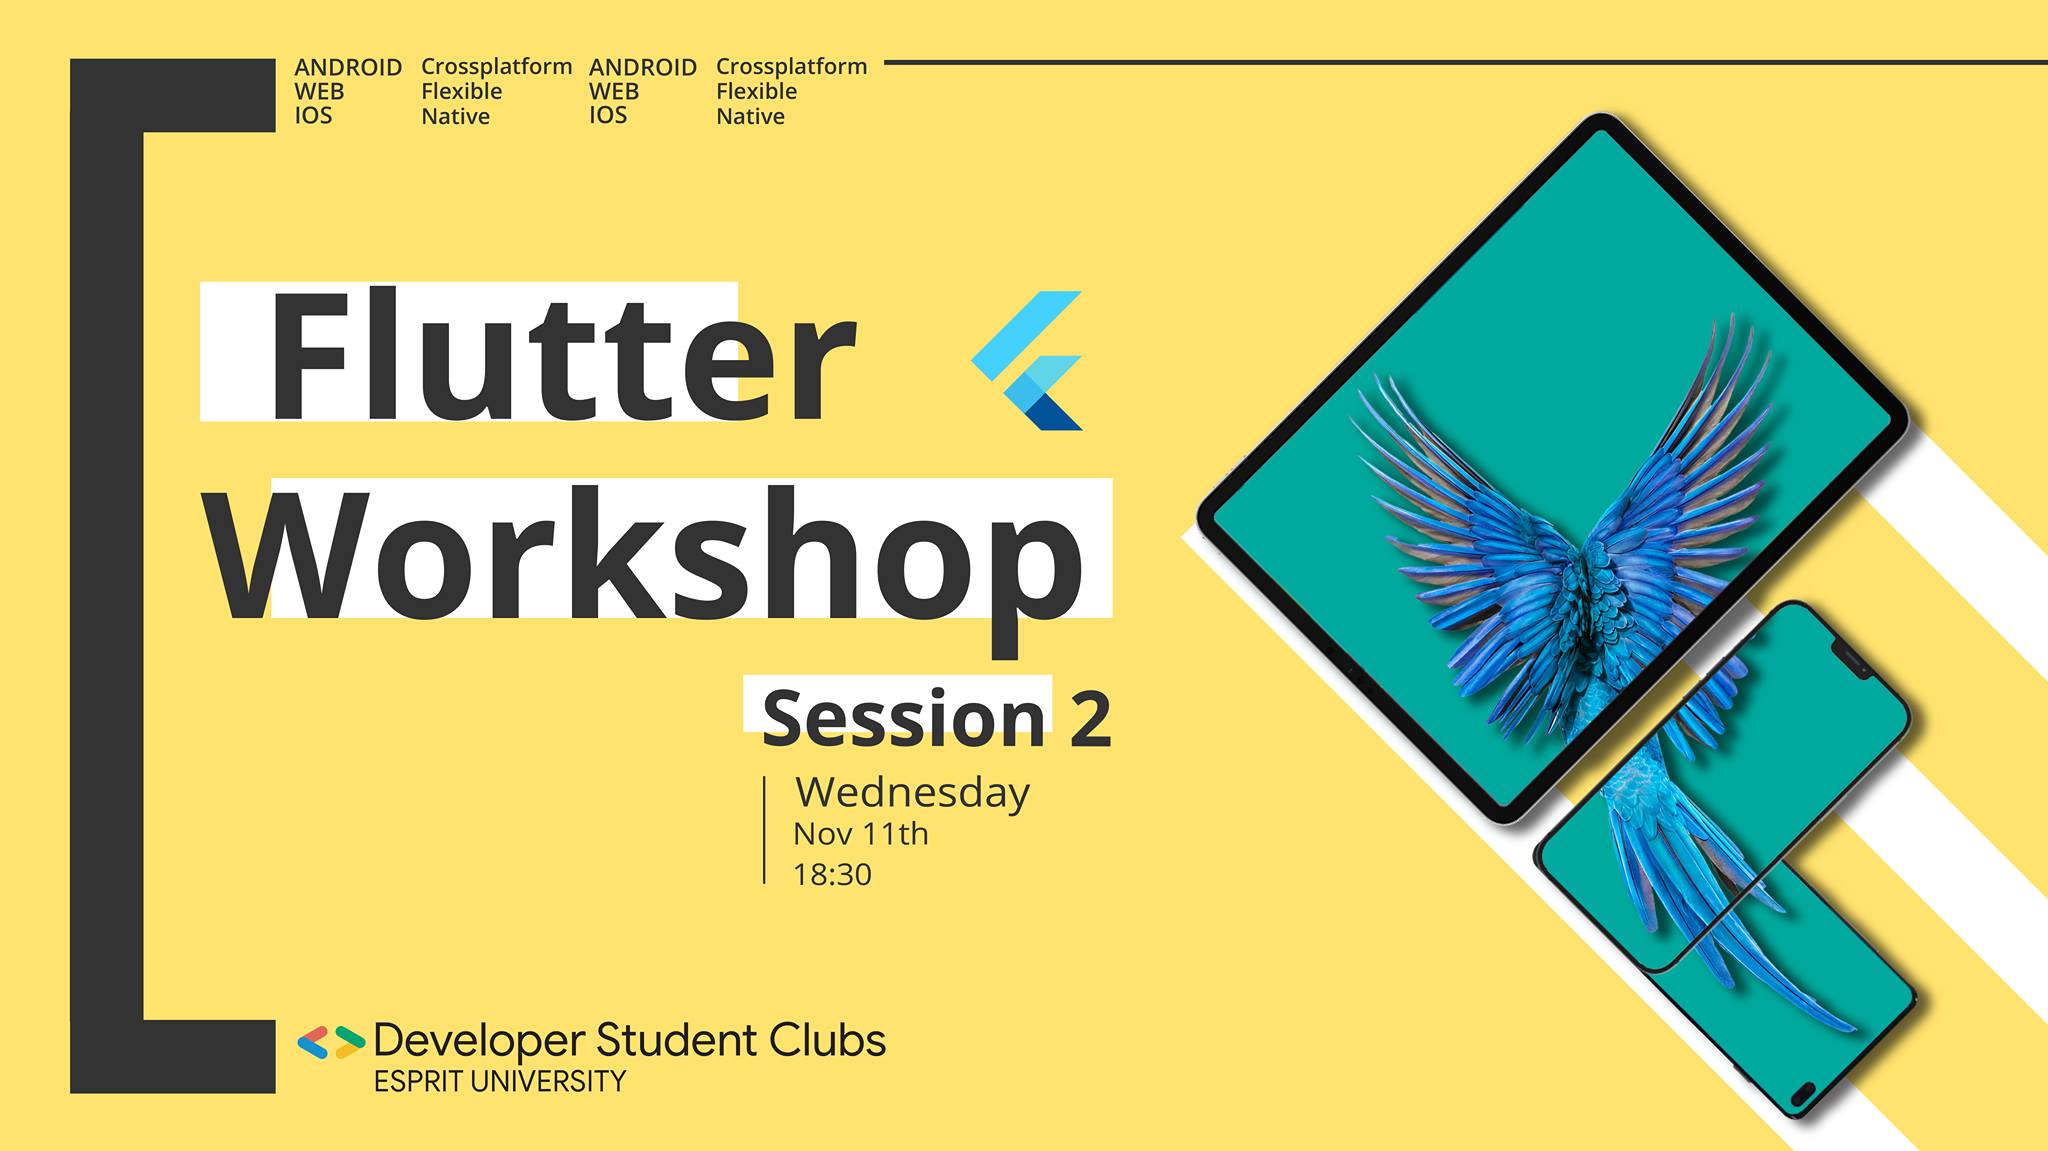 ANDROID Crossplatform ANDROID Crossplatform
WEB Flexible WEB Flexible
IOS Native IOS Native
Flutter
Workshop
Session 2
Wednesday
Nov 11th
18:30
Developer Student Clubs
ESPRIT UNIVERSITY